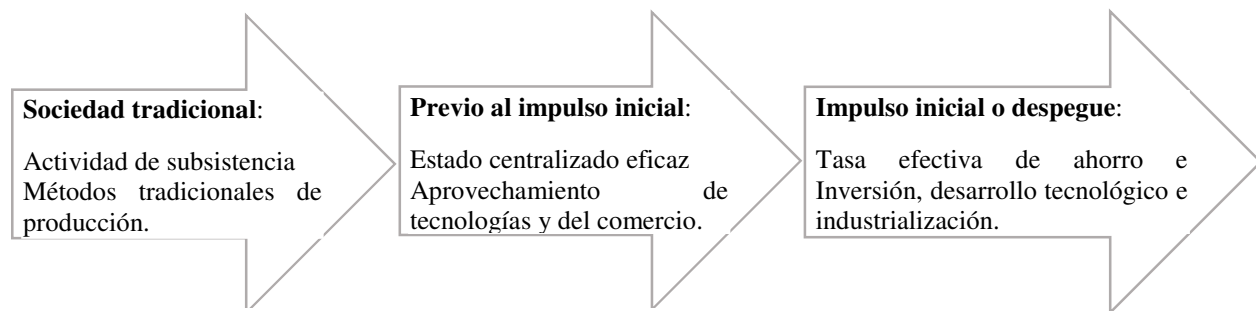 Sociedad tradicional:
Actividad de subsistencia
Métodos tradicionales de
producción.
Previo al impulso inicial:
Estado centralizado eficaz
Aprovechamiento de
tecnologías y del comercio.
Impulso inicial o despegue:
Tasa efectiva de ahorro e
Inversión, desarrollo tecnológico e
industrialización.